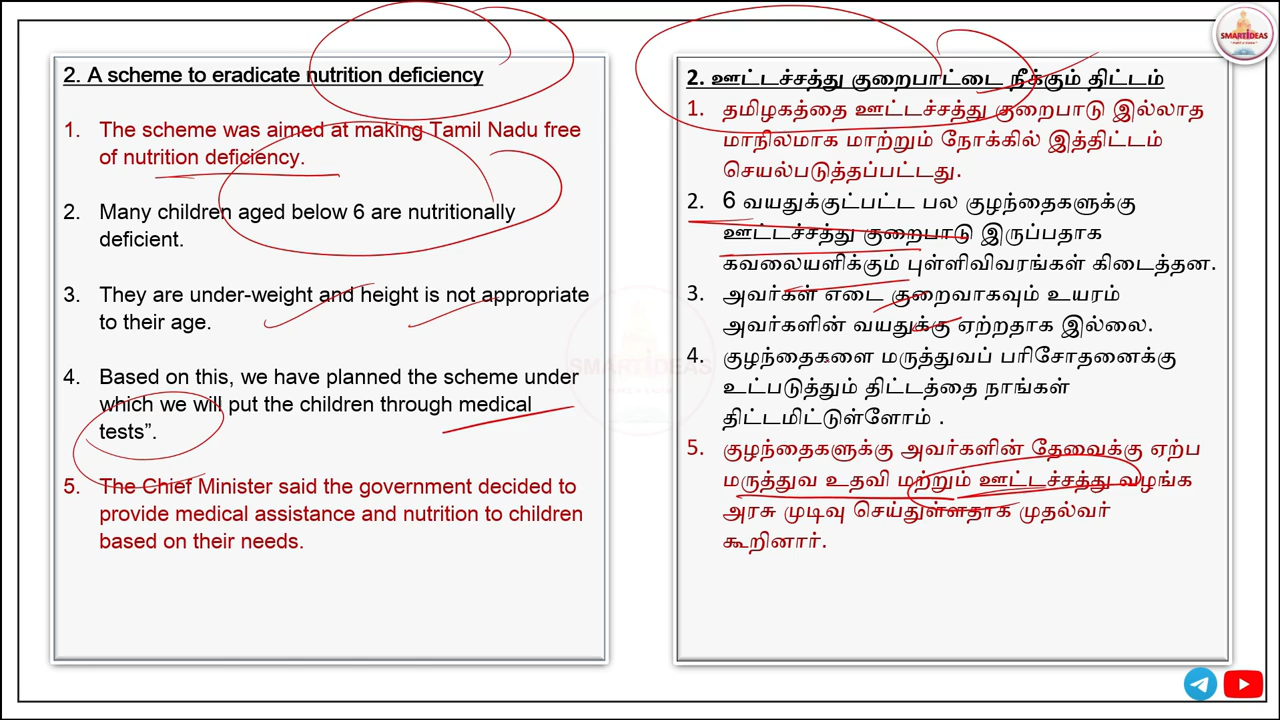 SMARTIDEAS
2. A scheme to eradicate nutrition deficiency
1. The scheme was aimed at making Tamil Nadu free
of nutrition deficiency.
2. Many children aged below 6 are nutritionally
deficient.
3. They are under-weight and height is not appropriate
to their age.
4. Based on this, we have planned the scheme under
which we will put the children through medical
tests”.
5. The Chief Minister said the government decided to
provide medical assistance and nutrition to children
based on their needs.
2. ஊட்டச்சத்து குறைபாட்டை நீக்கும் திட்டம்
1. தமிழகத்தை ஊட்டச்சத்து குறைபாடு இல்லாத
மாநிலமாக மாற்றும் நோக்கில் இத்திட்டம்
செயல்படுத்தப்பட்டது.
2. 6 வயதுக்குட்பட்ட பல குழந்தைகளுக்கு
ஊட்டச்சத்து குறைபாடு இருப்பதாக
கவலையளிக்கும் புள்ளிவிவரங்கள் கிடைத்தன.
3. அவர்கள் எடை குறைவாகவும் உயரம்
அவர்களின் வயதுக்கு ஏற்றதாக இல்லை.
4. குழந்தைகளை மருத்துவப் பரிசோதனைக்கு
உட்படுத்தும் திட்டத்தை நாங்கள்
திட்டமிட்டுள்ளோம் .
5. குழந்தைகளுக்கு அவர்களின் தேவைக்கு ஏற்ப
மருத்துவ உதவி மற்றும் ஊட்டச்சத்து வழங்க
அரசு முடிவு செய்துள்ளதாக முதல்வர்
கூறினார்.
SMARTIDEAS